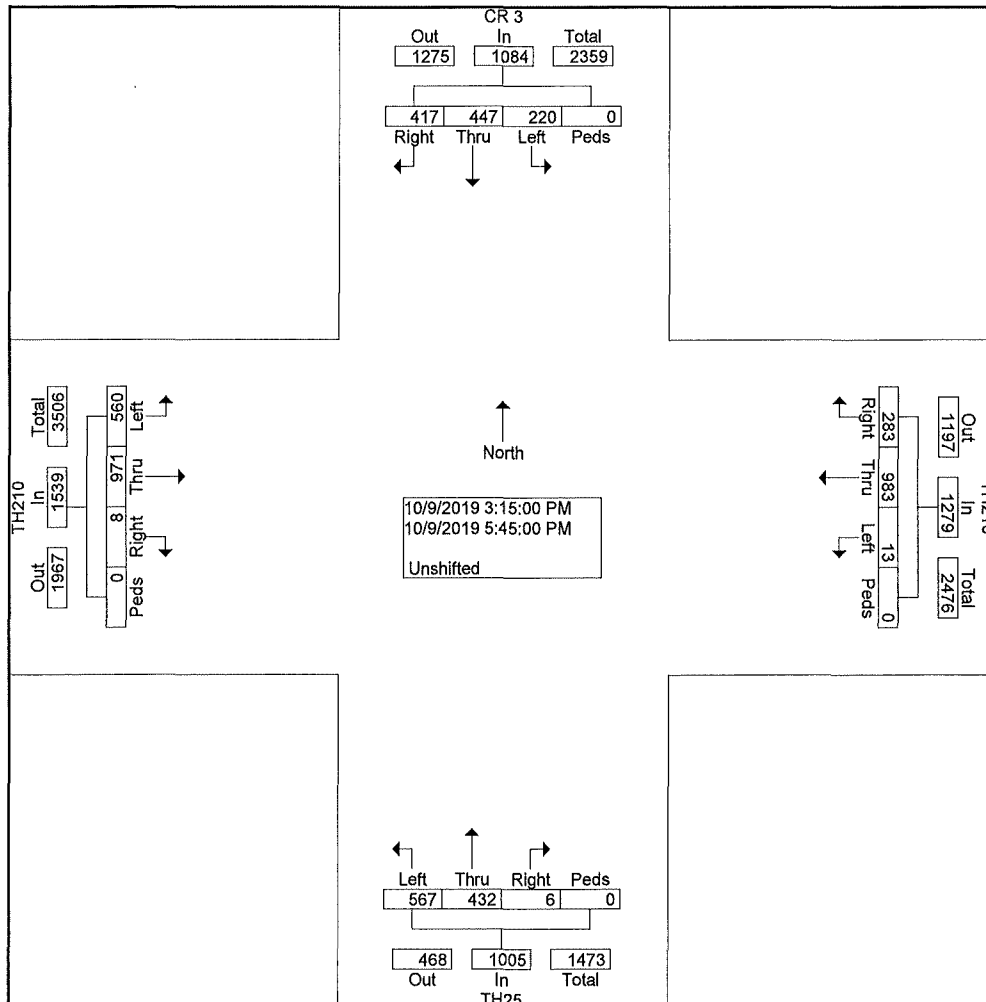 CR 3
Out In Total
1275 1084 2359
417 447 220 0
Right Thru Left Peds
TH210
Total In Out
3506 1539 1967
560 971 8 0
Left Thru Right Peds
North
10/9/2019 3:15:00 PM
10/9/2019 5:45:00 PM
Unshifted
Right Thru Left Peds
283 983 13 0
1197 1279 2476
Out In Total
Left Thru Right Peds
567 432 6 0
468 1005 1473
Out In Total
TH25